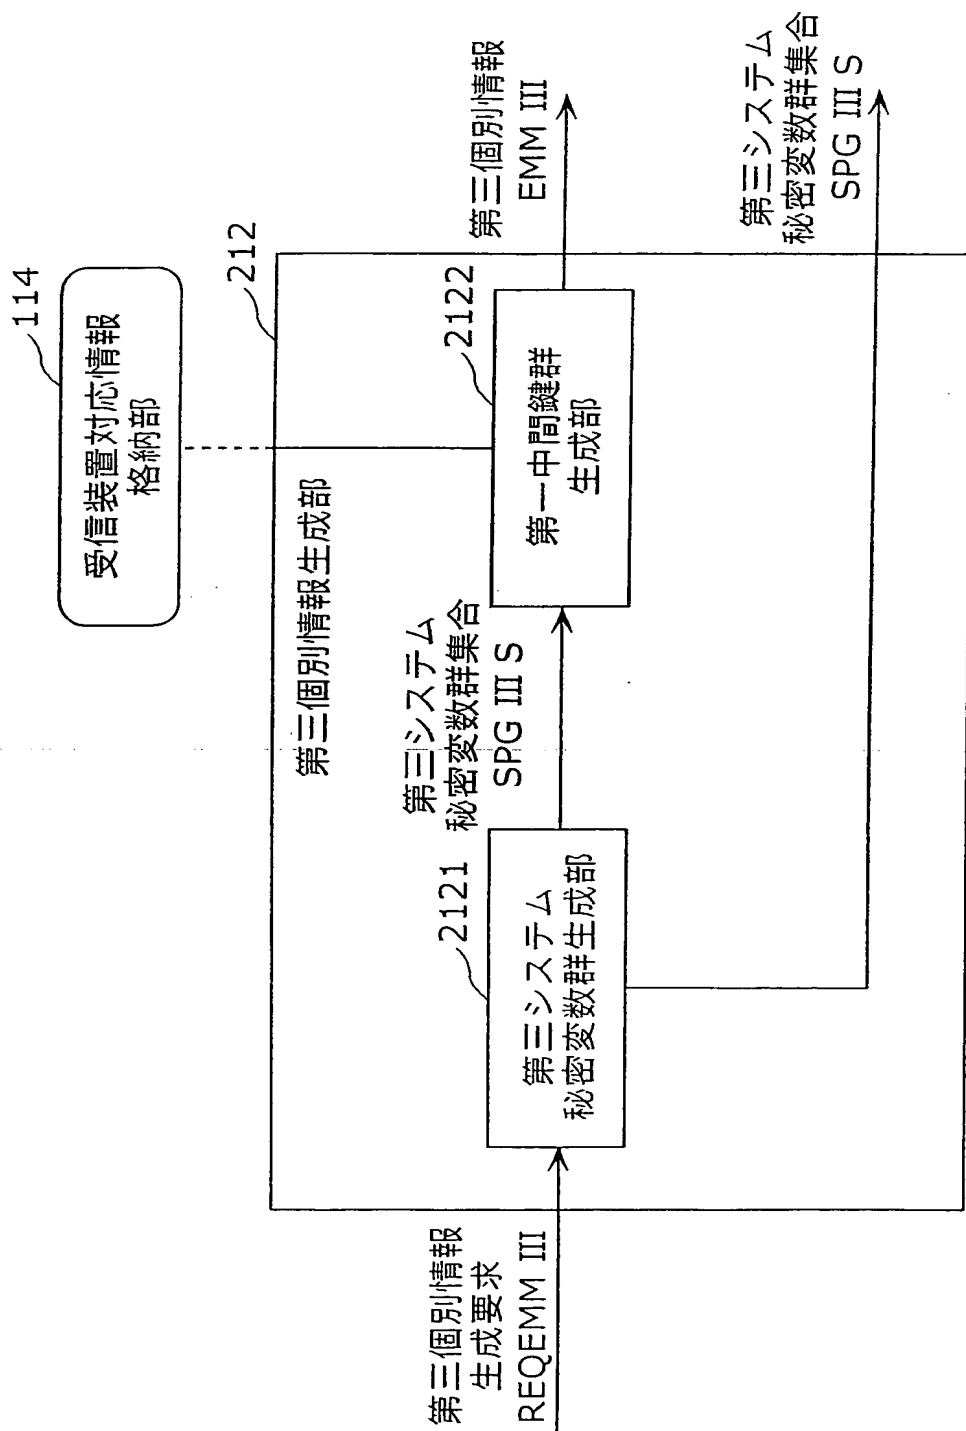 114
受信装置対応情報
格納部
212
第三個別情報生成部
第三個別情報
生成要求
REQEMM III
2121
第三システム
秘密変数群生成部
第三システム
秘密変数群集合
SPG III S
2122
第一中間鍵群
生成部
第三個別情報
EMM III
第三システム
秘密変数群集合
SPG III S